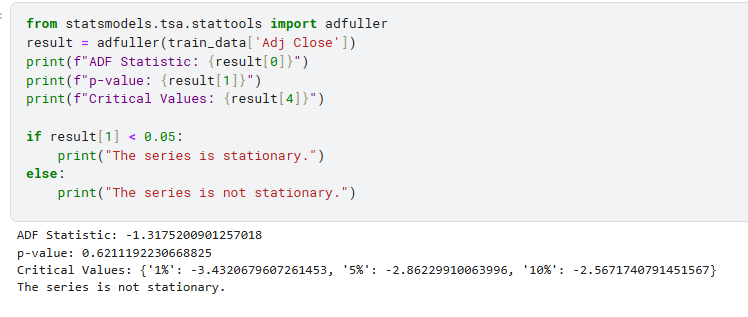 from statsmodels.tsa.stattools import adfuller
result = adfuller(train_data['Adj Close'])
print(f"ADF Statistic: {result[0]}")
print(f"p-value: {result[1]}")
print(f"Critical Values: {result[4]}")

if result[1] < 0.05:
    print("The series is stationary.")
else:
    print("The series is not stationary.")

ADF Statistic: -1.3175200901257018
p-value: 0.6211192230668825
Critical Values: {'1%': -3.4320679607261453, '5%': -2.86229910063996, '10%': -2.5671740791451567}
The series is not stationary.